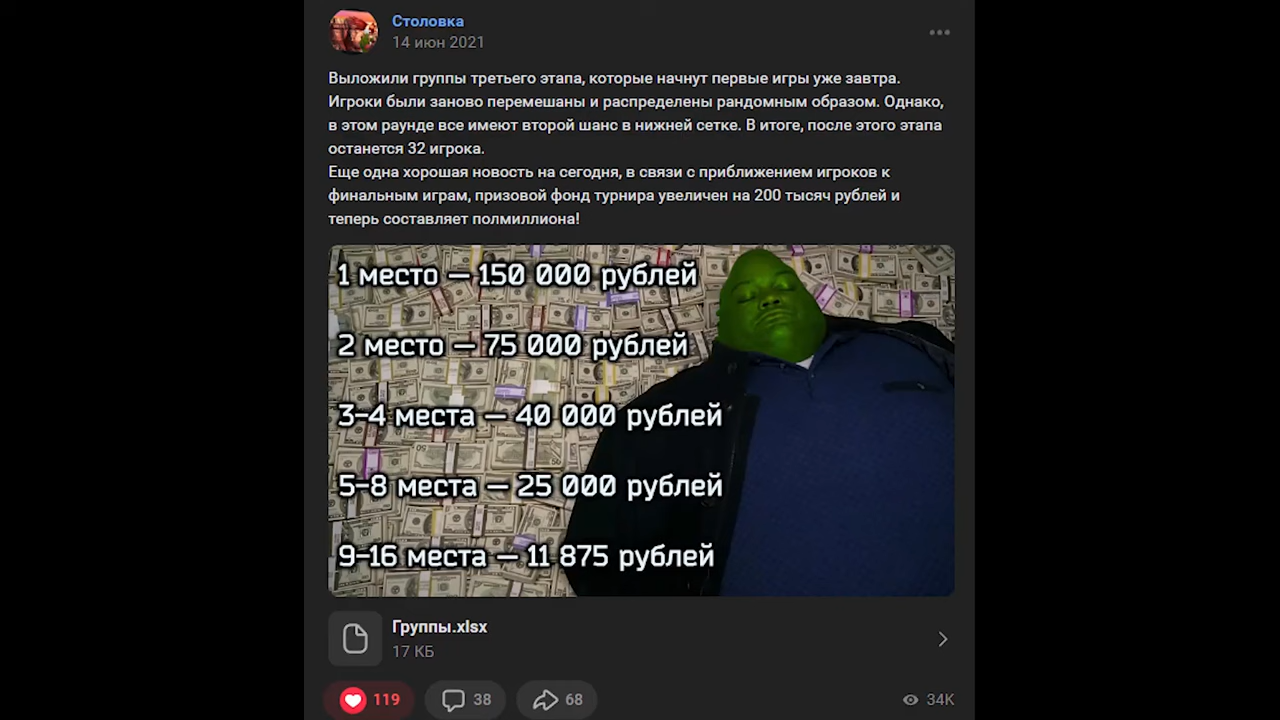 Столовка
14 июн 2021
Выложили группы третьего этапа, которые начнут первые игры уже завтра.
Игроки были заново перемешаны и распределены рандомным образом. Однако,
в этом раунде все имеют второй шанс в нижней сетке. В итоге, после этого этапа
останется 32 игрока.
Еще одна хорошая новость на сегодня, в связи с приближением игроков к
финальным играм, призовой фонд турнира увеличен на 200 тысяч рублей и
теперь составляет полмиллиона!
1 место — 150 000 рублей
2 место — 75 000 рублей
3-4 места — 40 000 рублей
5-8 места — 25 000 рублей
9-16 места — 11 875 рублей
Группы.xlsx
17 КБ
119 38 68 34K